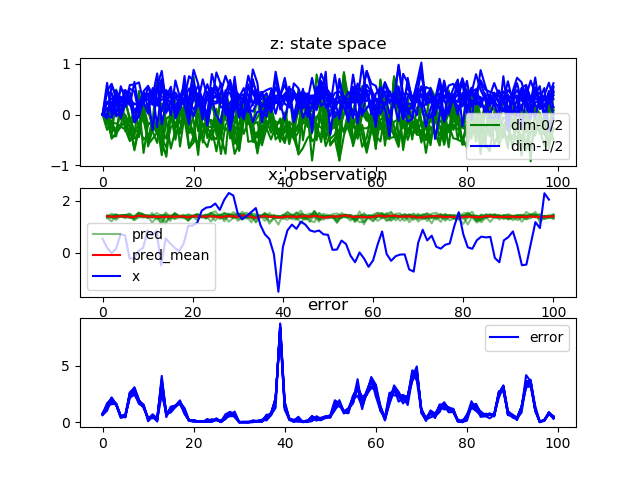 z: state space
1
0
−1
dim-0/2
dim-1/2
0
20
40
60
80
100
x: observation
2
0
pred
pred_mean
x
0
20
40
60
80
100
error
5
0
error
0
20
40
60
80
100